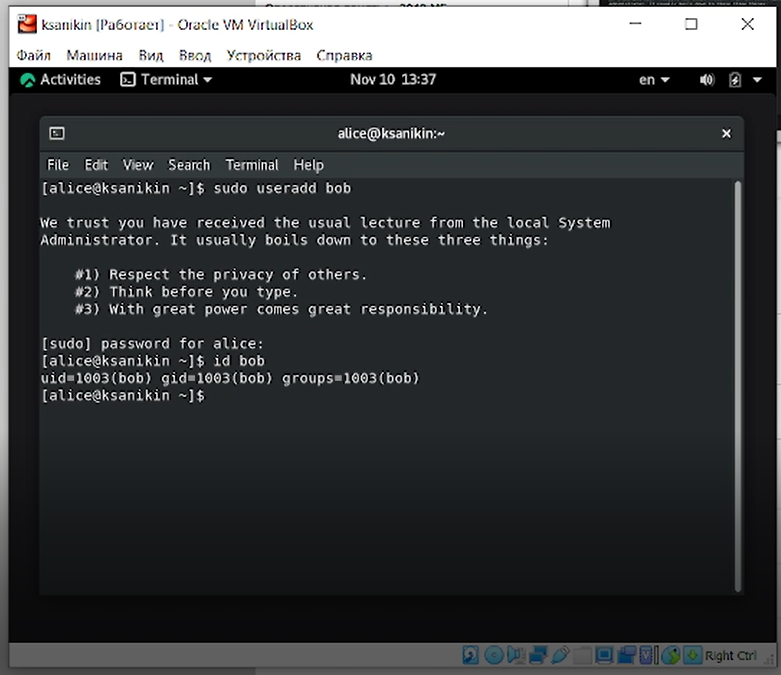 ksanikin [Работает] - Oracle VM VirtualBox
Файл Машина Вид Ввод Устройства Справка
Activities Terminal Nov 10 13:37 en
alice@ksanikin:~
File Edit View Search Terminal Help
[alice@ksanikin ~]$ sudo useradd bob
We trust you have received the usual lecture from the local System
Administrator. It usually boils down to these three things:
#1) Respect the privacy of others.
#2) Think before you type.
#3) With great power comes great responsibility.
[sudo] password for alice:
[alice@ksanikin ~]$ id bob
uid=1003(bob) gid=1003(bob) groups=1003(bob)
[alice@ksanikin ~]$
Right Ctrl